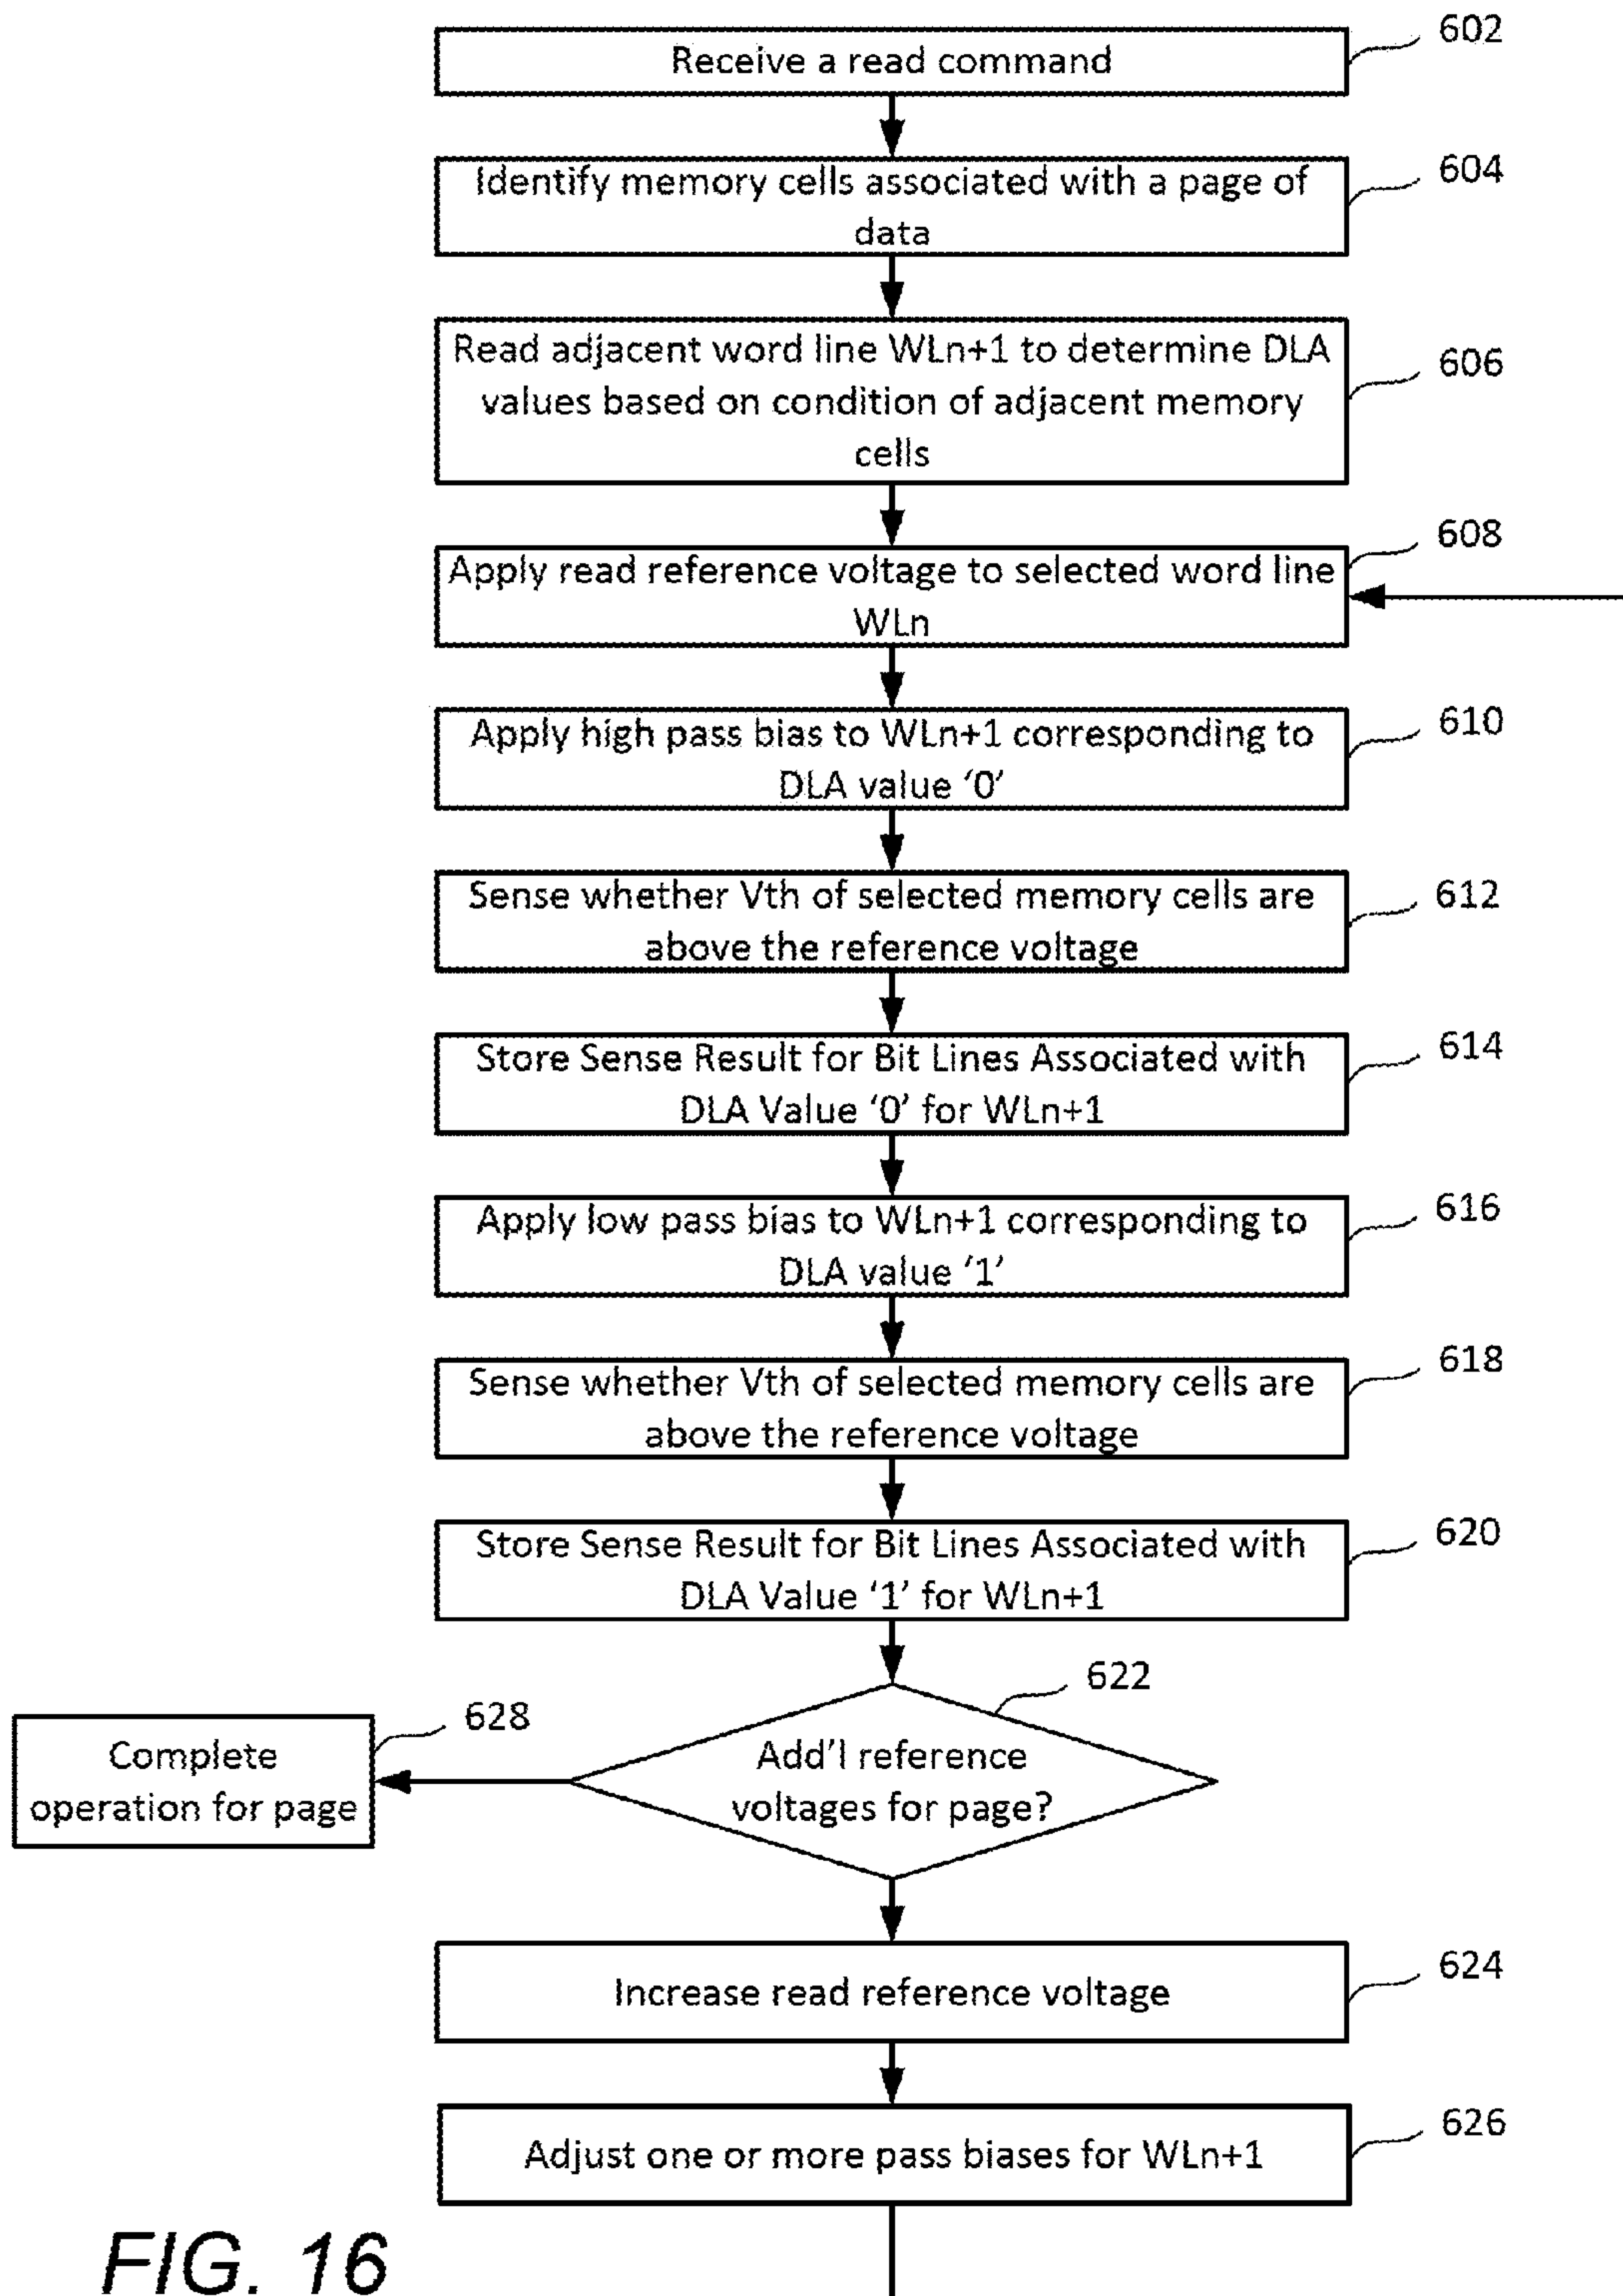 602
Receive a read command
604
Identify memory cells associated with a page of
data
606
Read adjacent word line WLn+1 to determine DLA
values based on condition of adjacent memory
cells
608
Apply read reference voltage to selected word line
WLn
610
Apply high pass bias to WLn+1 corresponding to
DLA value ‘0’
612
Sense whether Vth of selected memory cells are
above the reference voltage
614
Store Sense Result for Bit Lines Associated with
DLA Value ‘0’ for WLn+1
616
Apply low pass bias to WLn+1 corresponding to
DLA value ‘1’
618
Sense whether Vth of selected memory cells are
above the reference voltage
620
Store Sense Result for Bit Lines Associated with
DLA Value ‘1’ for WLn+1
622
Add’l reference
voltages for page?
628
Complete
operation for page
624
Increase read reference voltage
626
Adjust one or more pass biases for WLn+1
FIG. 16